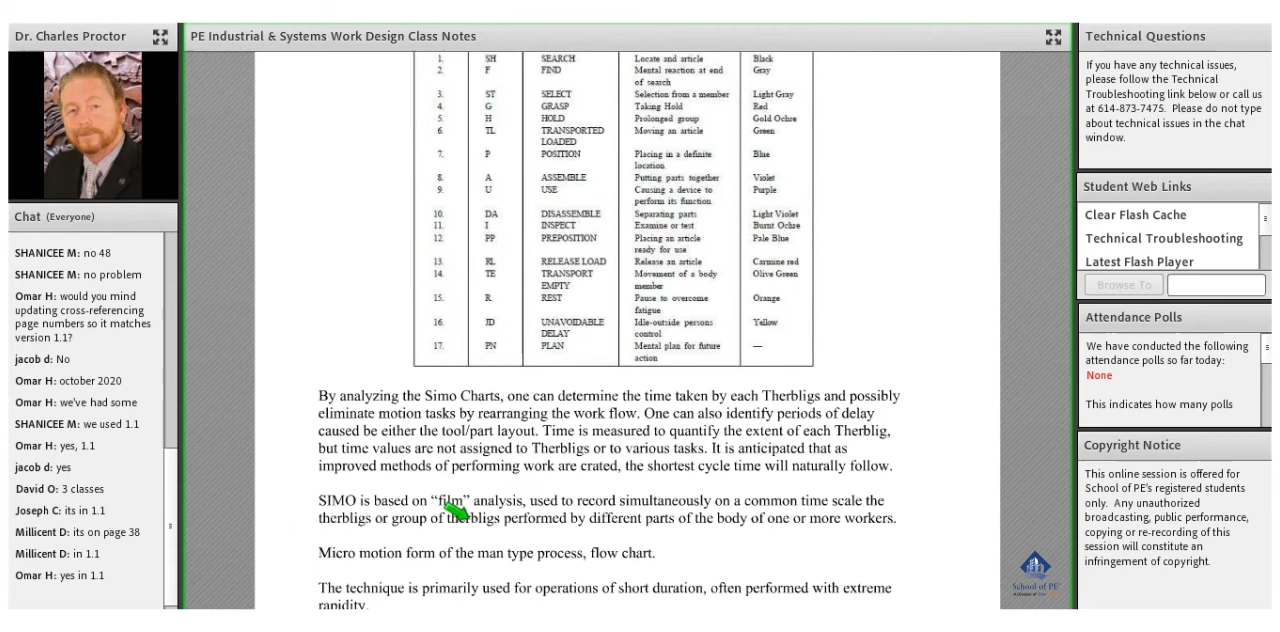 Dr. Charles Proctor
Chat (Everyone)
SHANICEE M: no 48
SHANICEE M: no problem
Omar H: would you mind
updating cross-referencing
page numbers so it matches
version 1.1?
jacob d: No
Omar H: october 2020
Omar H: we've had some
SHANICEE M: we used 1.1
Omar H: yes, 1.1
jacob d: yes
David O: 3 classes
Joseph C: its in 1.1
Millicent D: its on page 38
Millicent D: in 1.1
Omar H: yes in 1.1
PE Industrial & Systems Work Design Class Notes
1. SH SEARCH Locate and article Black
2. F FIND Mental reaction at end Gray
of search
3. ST SELECT Selection from a member Light Gray
4. G GRASP Taking Hold Red
5. H HOLD Prolonged group Gold Ochre
6. TL TRANSPORTED Moving an article Green
LOADED
7. P POSITION Placing in a definite Blue
location
8. A ASSEMBLE Putting parts together Violet
9. U USE Causing a device to Purple
perform its function
10. DA DISASSEMBLE Separating parts Light Violet
11. I INSPECT Examine or test Burnt Ochre
12. PP PREPOSITION Placing an article Pale Blue
ready for use
13. RL RELEASE LOAD Release an article Carmine red
14. TE TRANSPORT Movement of a body Olive Green
EMPTY member
15. R REST Pause to overcome Orange
fatigue
16. UNAVOIDABLE Idle-outside persons Yellow
DELAY control
17. PN PLAN Mental plan for future —
action
By analyzing the Simo Charts, one can determine the time taken by each Therbligs and possibly
eliminate motion tasks by rearranging the work flow. One can also identify periods of delay
caused be either the tool/part layout. Time is measured to quantify the extent of each Therblig,
but time values are not assigned to Therbligs or to various tasks. It is anticipated that as
improved methods of performing work are crated, the shortest cycle time will naturally follow.
SIMO is based on “film” analysis, used to record simultaneously on a common time scale the
therbligs or group of therbligs performed by different parts of the body of one or more workers.
Micro motion form of the man type process, flow chart.
The technique is primarily used for operations of short duration, often performed with extreme
rapidity.
School of PE
Technical Questions
If you have any technical issues,
please follow the Technical
Troubleshooting link below or call us
at 614-873-7475. Please do not type
about technical issues in the chat
window.
Student Web Links
Clear Flash Cache
Technical Troubleshooting
Latest Flash Player
Browse To
Attendance Polls
We have conducted the following
attendance polls so far today:
None
This indicates how many polls
Copyright Notice
This online session is offered for
School of PE's registered students
only. Any unauthorized
broadcasting, public performance,
copying or re-recording of this
session will constitute an
infringement of copyright.